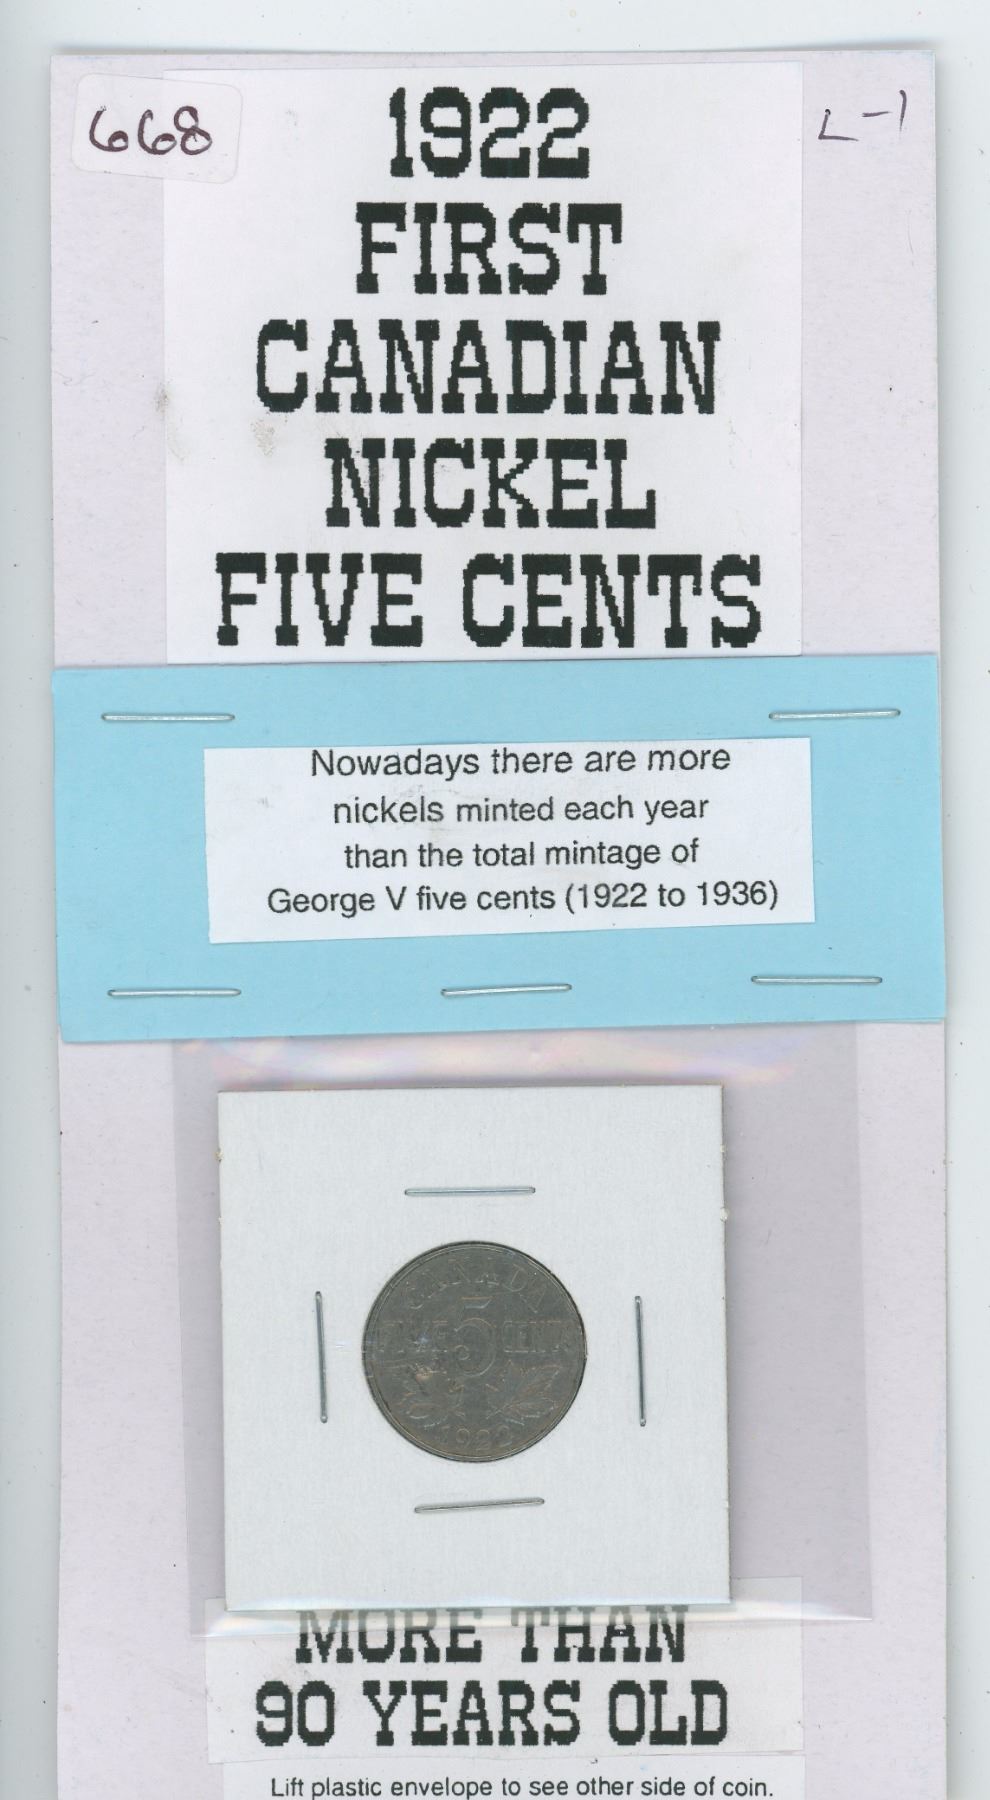 668
L-1
1922
FIRST
CANADIAN
NICKEL
FIVE CENTS
Nowadays there are more
nickels minted each year
than the total mintage of
George V five cents (1922 to 1936)
CANADA
FIVE 5 CENTS
1922
MORE THAN
90 YEARS OLD
Lift plastic envelope to see other side of coin.